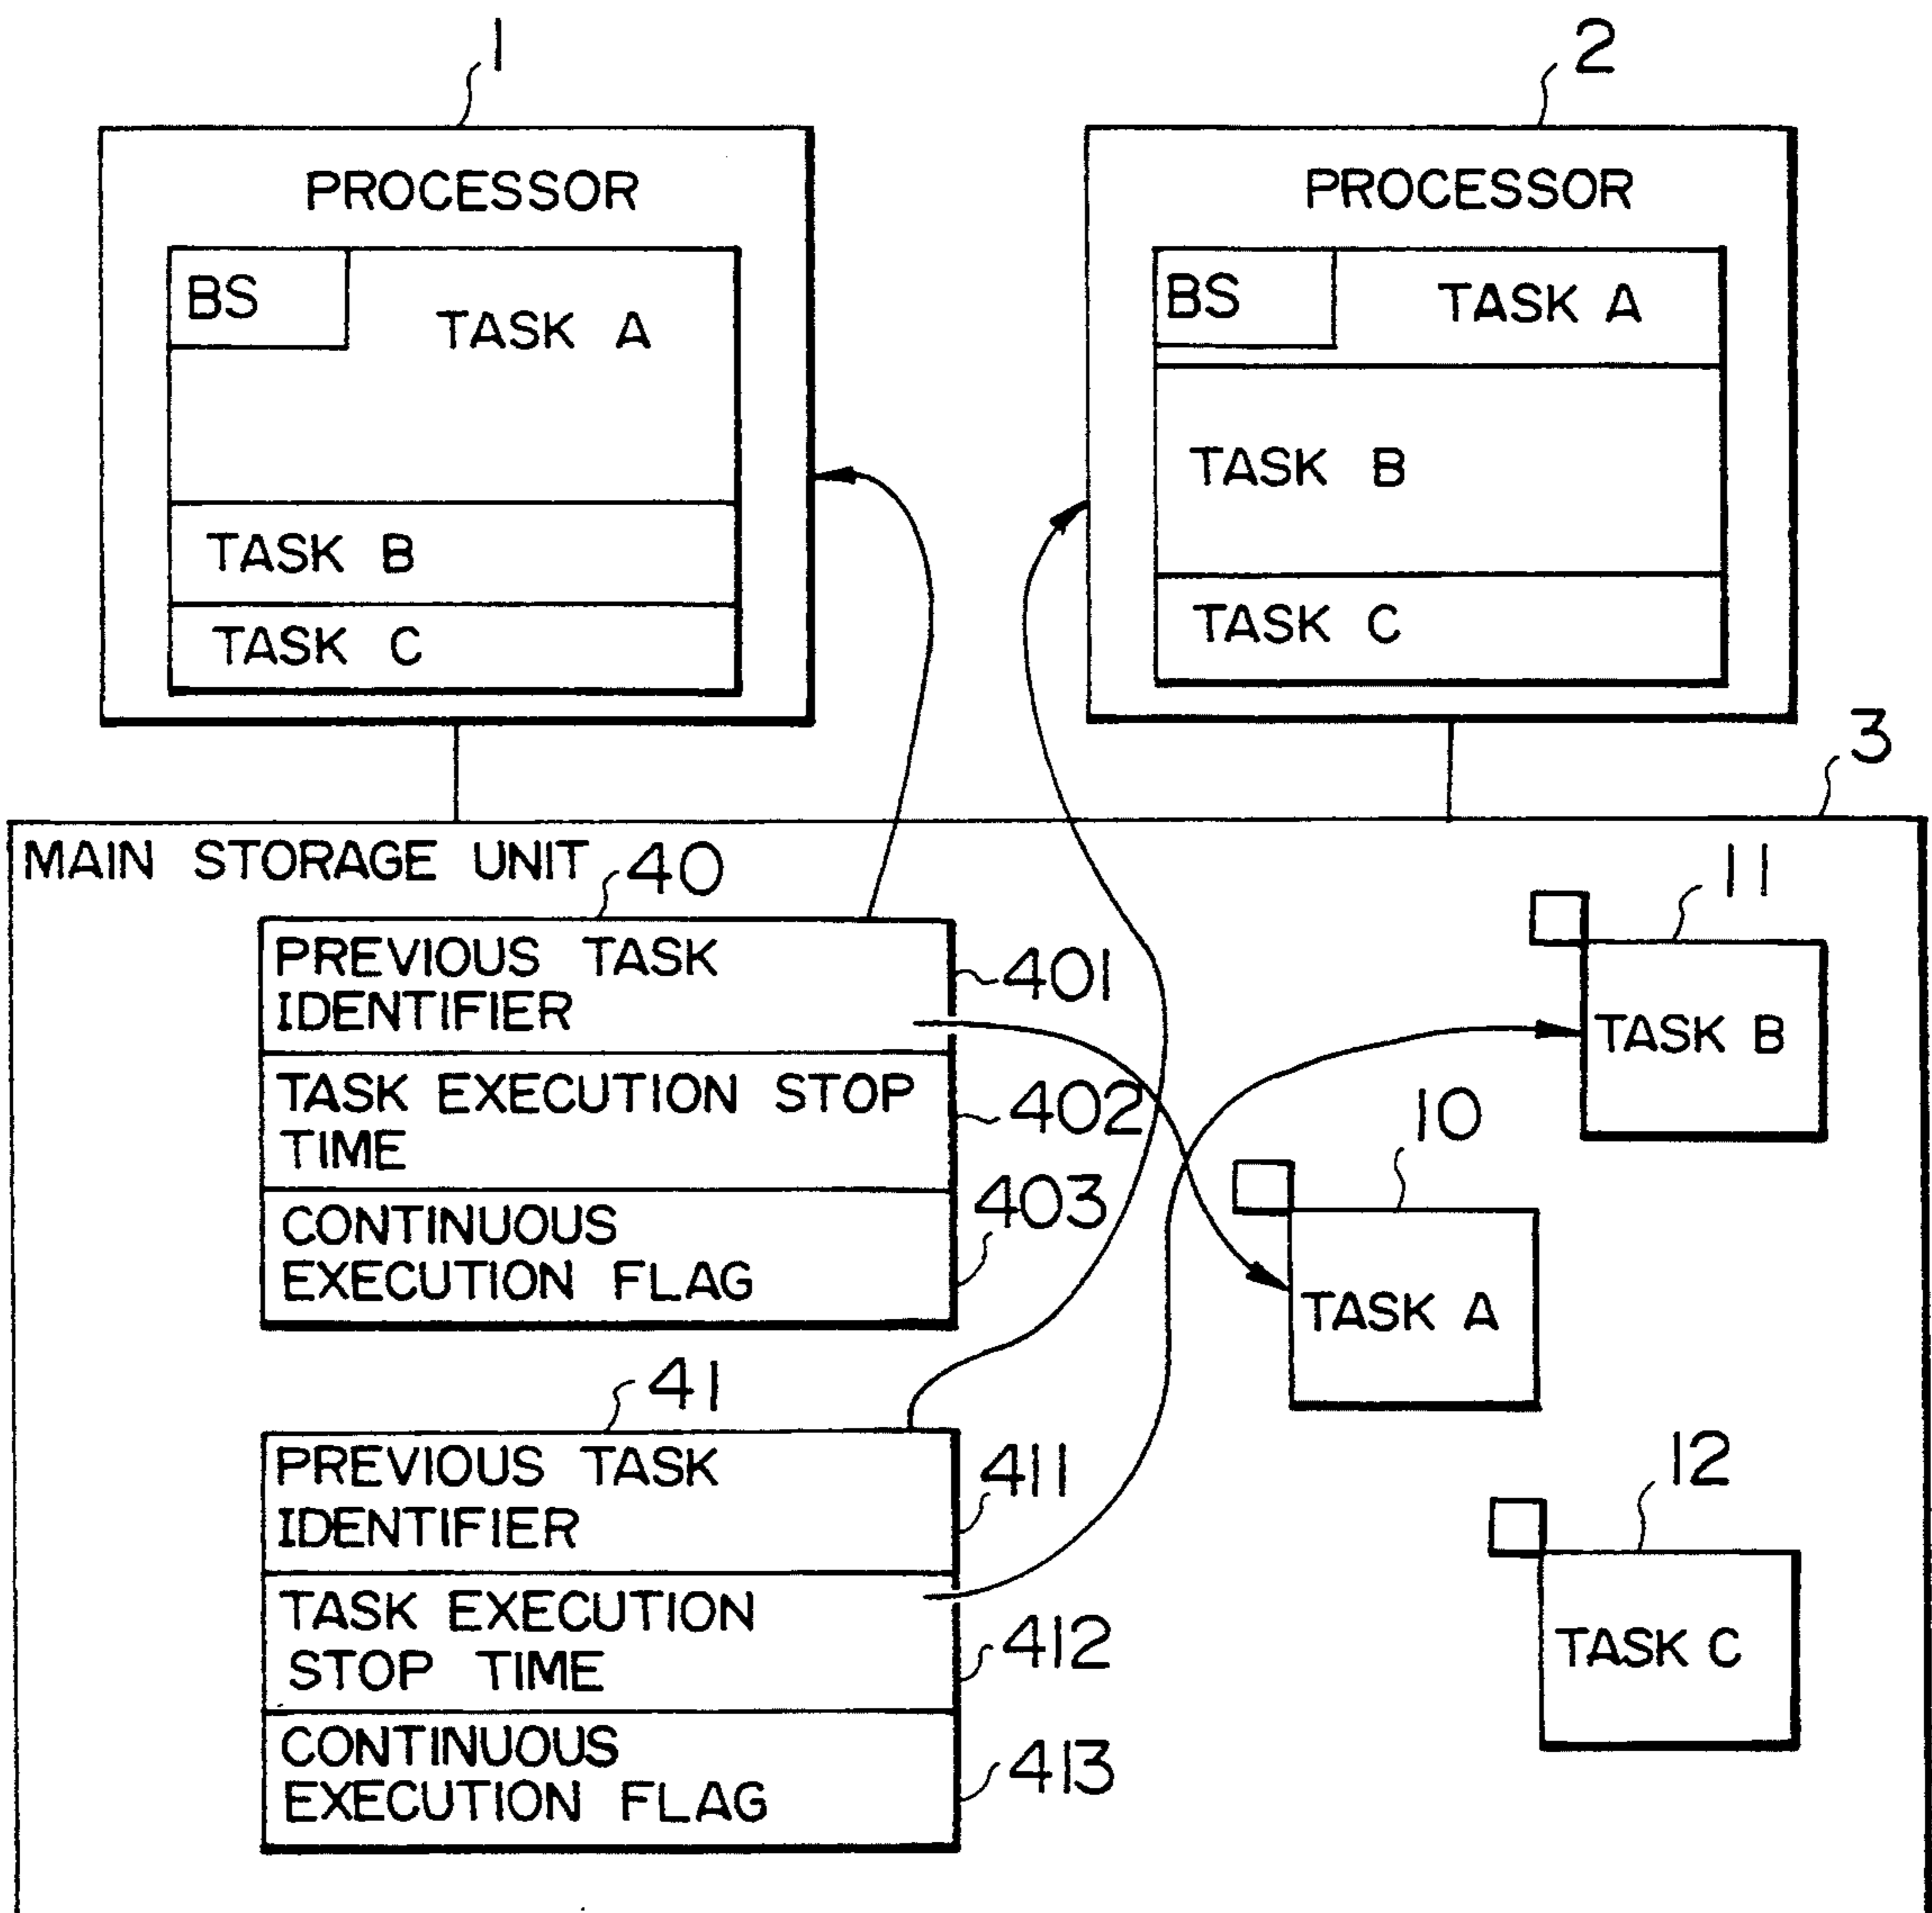 1
2
PROCESSOR
BS
TASK A
TASK B
TASK C
PROCESSOR
BS
TASK A
TASK B
TASK C
3
MAIN STORAGE UNIT
40
PREVIOUS TASK
IDENTIFIER
401
TASK EXECUTION STOP
TIME
402
CONTINUOUS
EXECUTION FLAG
403
11
TASK B
10
TASK A
41
PREVIOUS TASK
IDENTIFIER
411
TASK EXECUTION
STOP TIME
412
CONTINUOUS
EXECUTION FLAG
413
12
TASK C